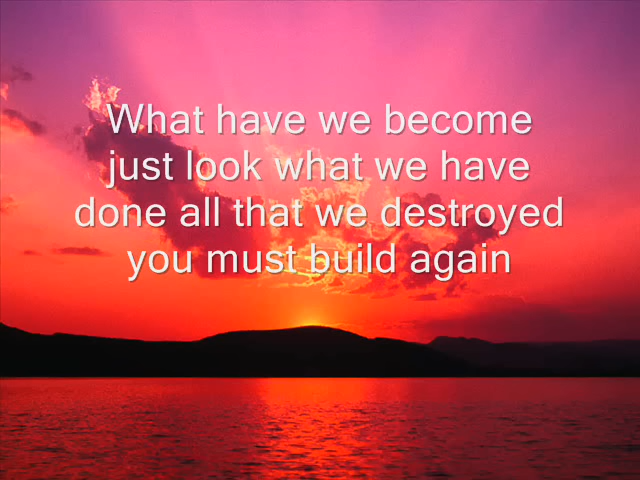 What have we become
just look what we have
done all that we destroyed
you must build again